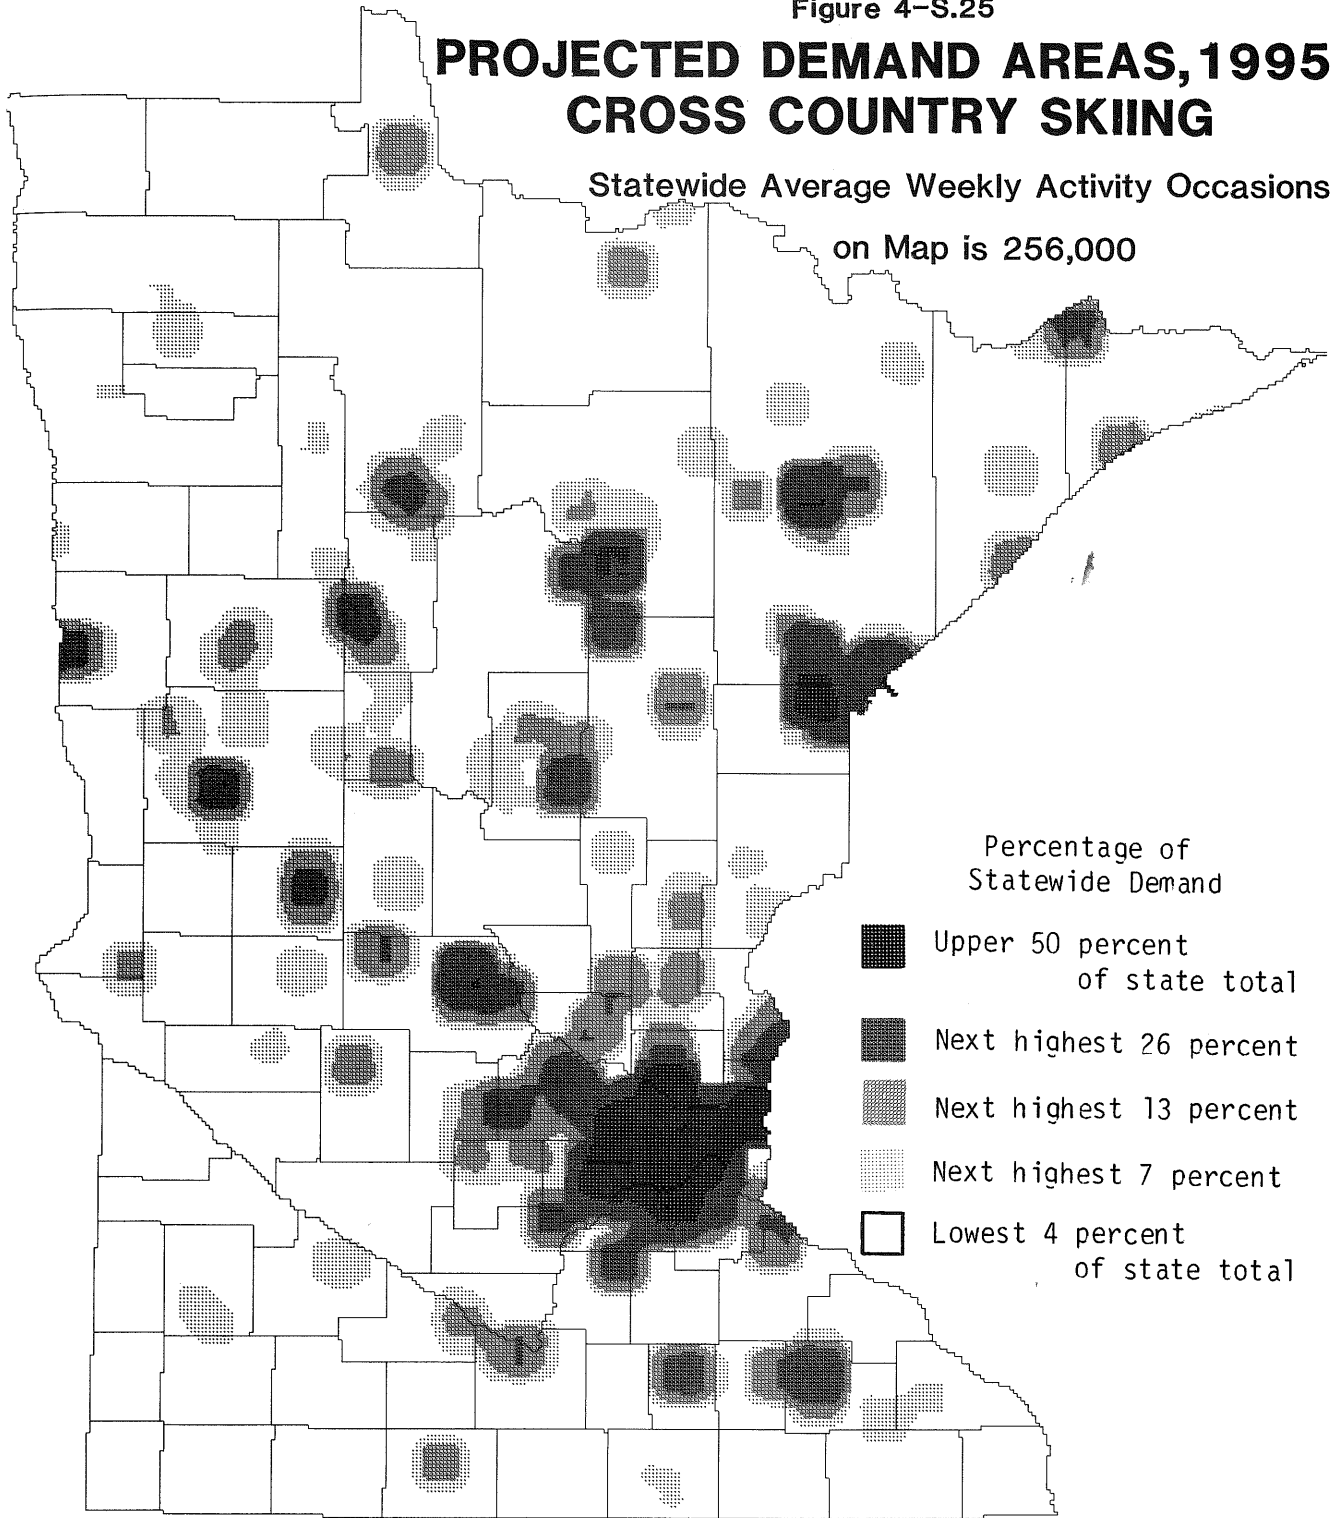 Figure 4-S.25
PROJECTED DEMAND AREAS, 1995
CROSS COUNTRY SKIING
Statewide Average Weekly Activity Occasions
on Map is 256,000
Percentage of
Statewide Demand
Upper 50 percent
of state total
Next highest 26 percent
Next highest 13 percent
Next highest 7 percent
Lowest 4 percent
of state total